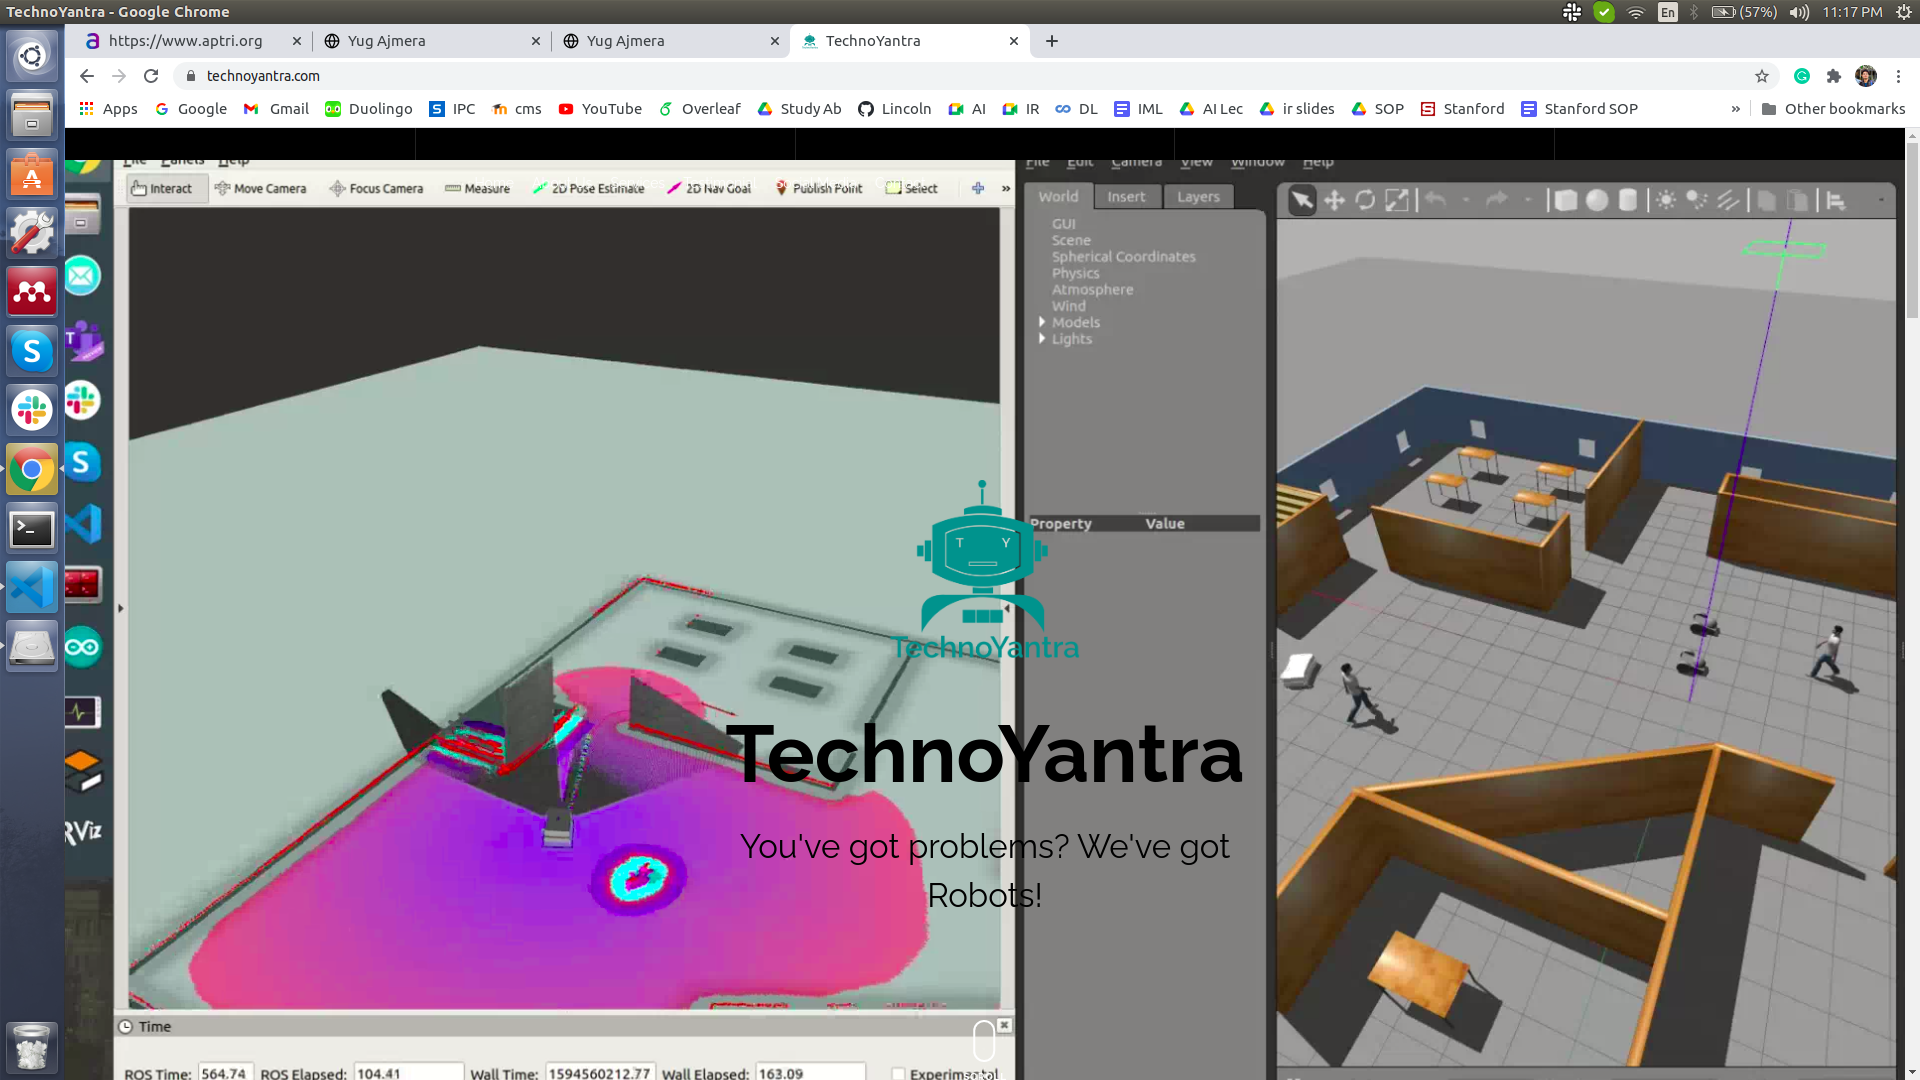 TechnoYantra - Google Chrome
En
(57%)
11:17 PM
https://www.aptri.org
Yug Ajmera
Yug Ajmera
TechnoYantra
technoyantra.com
Apps
Google
Gmail
Duolingo
IPC
cms
YouTube
Overleaf
Study Ab
Lincoln
AI
IR
DL
IML
AI Lec
ir slides
SOP
Stanford
Stanford SOP
»
Other bookmarks
File Panels Help
File Edit Camera View Window Help
Interact
Move Camera
Focus Camera
Measure
2D Pose Estimate
2D Nav Goal
Publish Point
Select
»
World
Insert
Layers
GUI
Scene
Spherical Coordinates
Physics
Atmosphere
Wind
Models
Lights
Property
Value
T Y
TechnoYantra
TechnoYantra
You've got problems? We've got
Robots!
RViz
Time
ROS Time: 564.74
ROS Elapsed: 104.41
Wall Time: 1594560212.77
Wall Elapsed: 163.09
Experimental